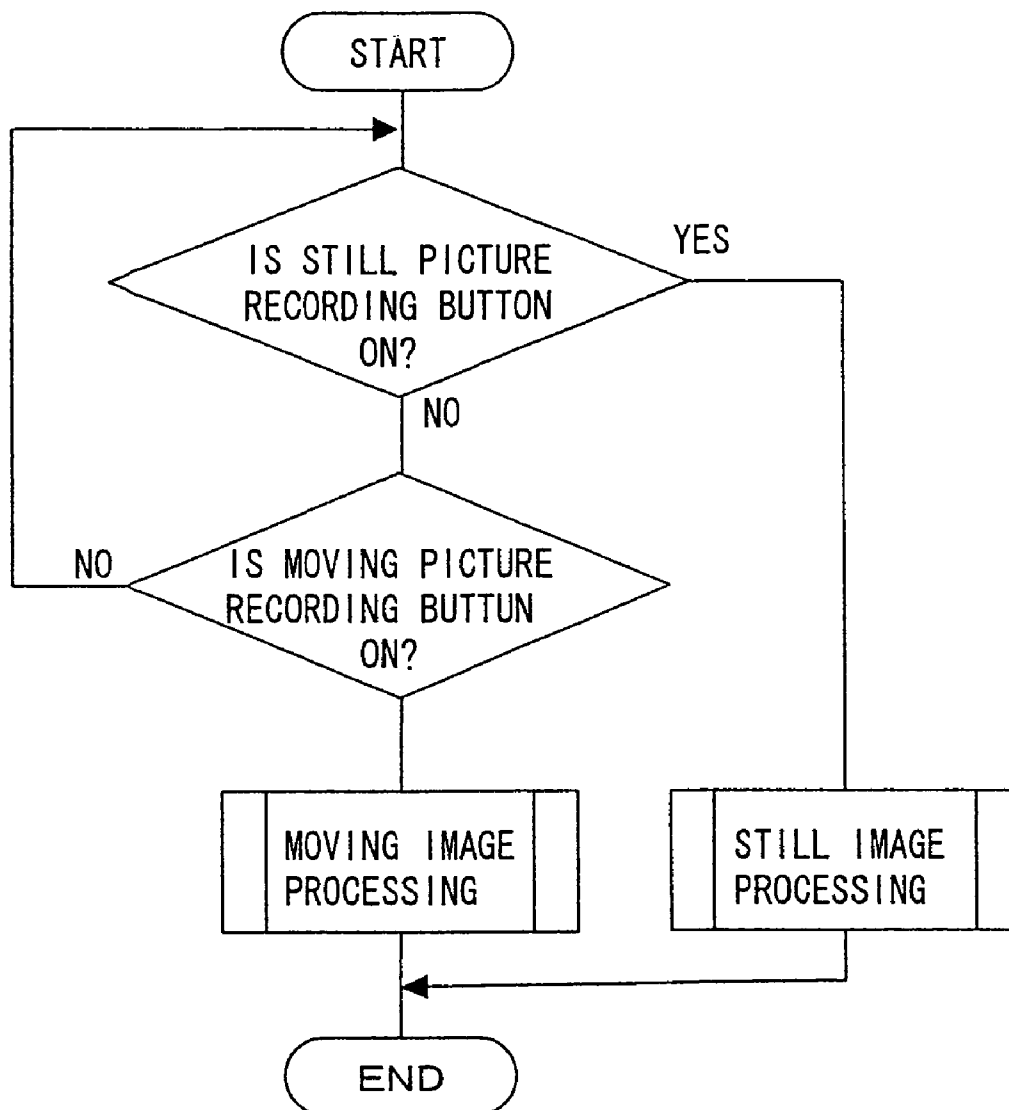 START
IS STILL PICTURE
RECORDING BUTTON
ON?
YES
NO
IS MOVING PICTURE
RECORDING BUTTUN
ON?
NO
MOVING IMAGE
PROCESSING
STILL IMAGE
PROCESSING
END